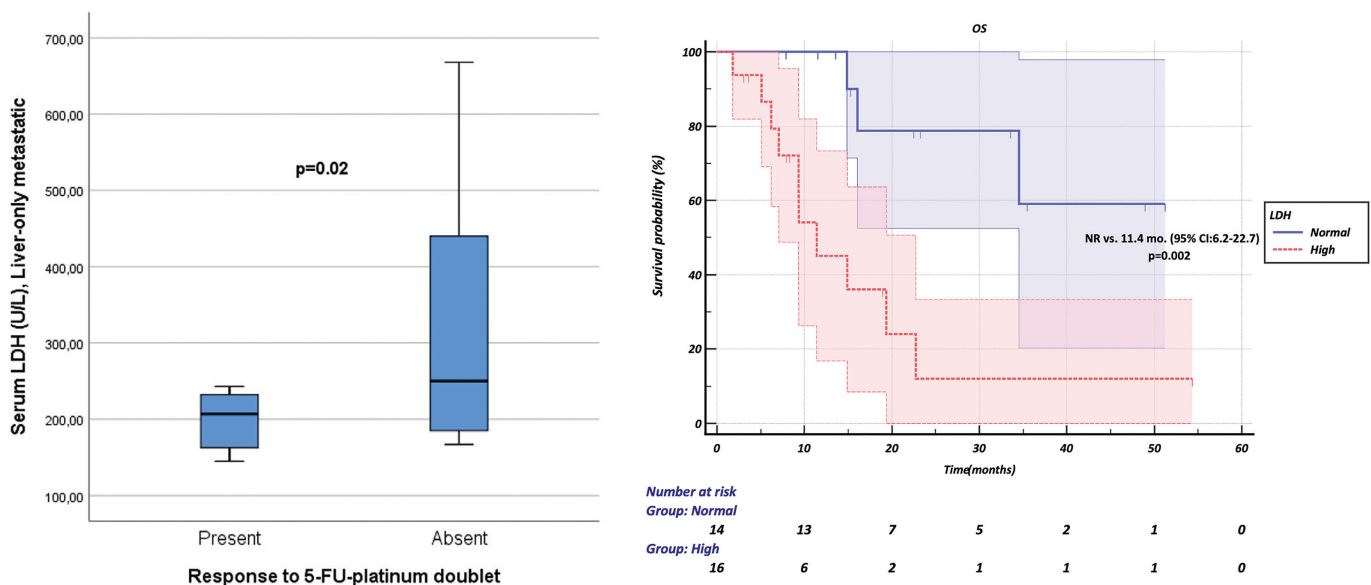 Serum LDH (U/L), Liver-only metastatic
700,00
600,00
500,00
400,00
300,00
200,00
100,00
p=0.02
Present Absent
Response to 5-FU-platinum doublet
OS
Survival probability (%)
100
80
60
40
20
0
0 10 20 30 40 50 60
Time(months)
NR vs. 11.4 mo. (95% CI:6.2-22.7)
p=0.002
LDH
Normal
High
Number at risk
Group: Normal
14 13 7 5 2 1 0
Group: High
16 6 2 1 1 1 0